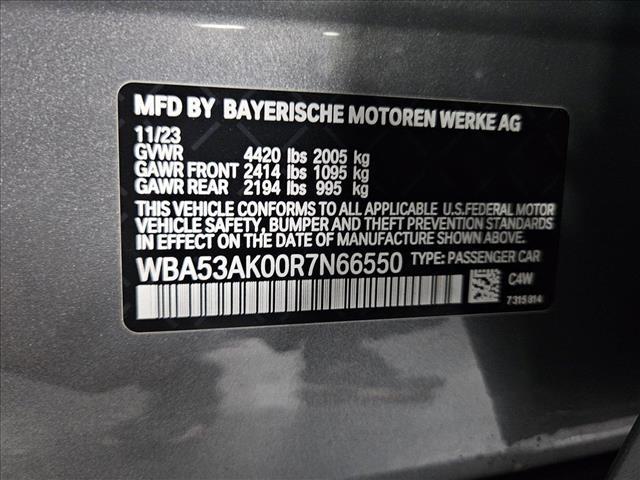 MFD BY BAYERISCHE MOTOREN WERKE AG
11/23
GVWR 4420 lbs 2005 kg
GAWR FRONT 2414 lbs 1095 kg
GAWR REAR 2194 lbs 995 kg
THIS VEHICLE CONFORMS TO ALL APPLICABLE U.S.FEDERAL MOTOR
VEHICLE SAFETY, BUMPER AND THEFT PREVENTION STANDARDS
IN EFFECT ON THE DATE OF MANUFACTURE SHOWN ABOVE.
WBA53AK00R7N66550 TYPE: PASSENGER CAR
C4W
7315814